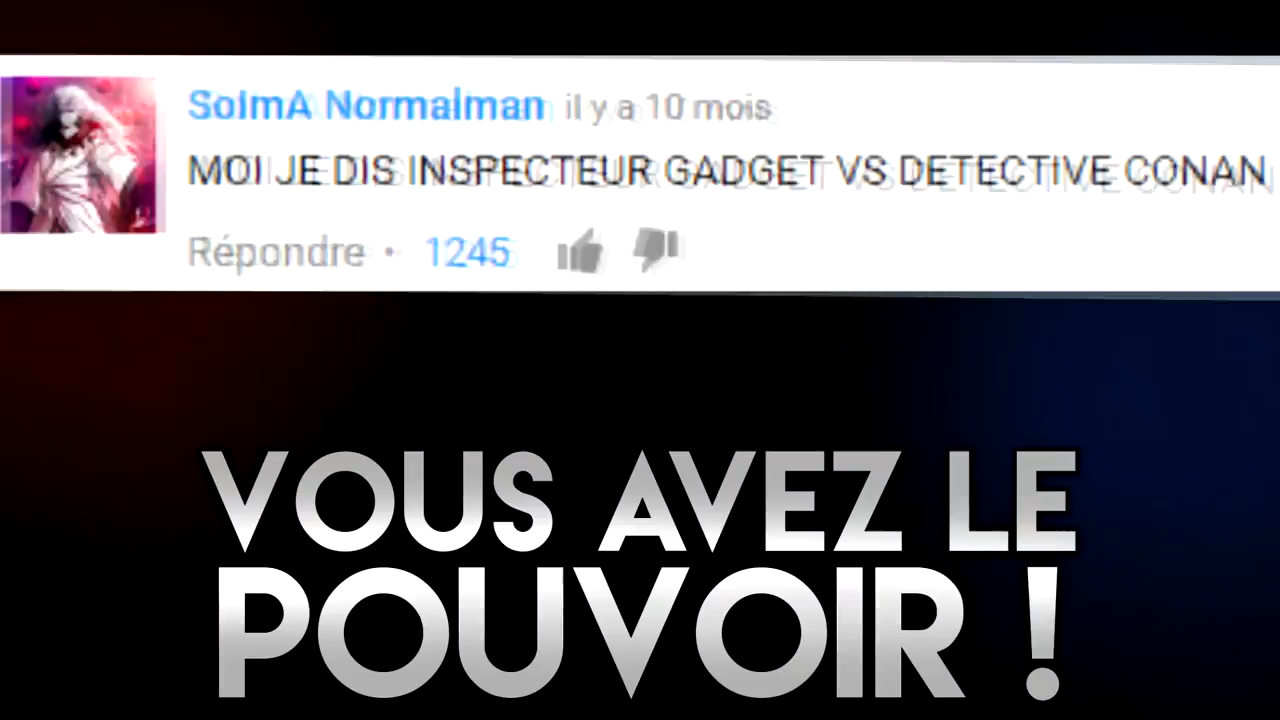 SolmA Normalman il y a 10 mois
MOI JE DIS INSPECTEUR GADGET VS DETECTIVE CONAN
Répondre • 1245
VOUS AVEZ LE
POUVOIR !